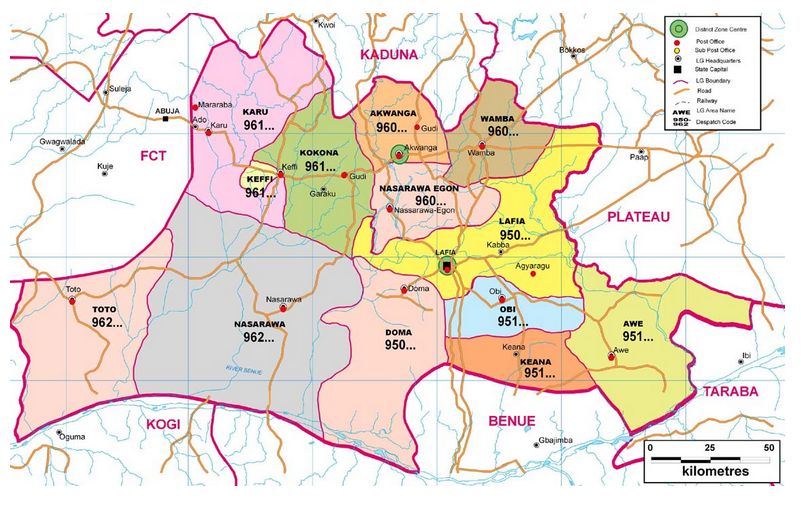 Kwoi
KADUNA
Bokkos
District Zone Centre
Post Office
Sub Post Office
LG Headquarters
State Capital
LG Boundary
Road
Railway
AWE
LG Area Name
980-
962...
Despatch Code
Suleja
ABUJA
Mararaba
Ado
Karu
KARU
961...
AKWANGA
960...
Gudi
WAMBA
960...
Wamba
Gwagwalada
Kuje
FCT
KOKONA
961...
Keffi
KEFFI
961...
Gudi
Garaku
Akwanga
NASARAWA EGON
960...
Nassarawa-Egon
Paap
PLATEAU
LAFIA
950...
Kabba
LAFIA
Agyaragu
Toto
TOTO
962...
Nasarawa
NASARAWA
962...
Doma
DOMA
950...
Obi
OBI
951...
Keana
KEANA
951...
AWE
951...
Awe
Ibi
RIVER BENUE
TARABA
KOGI
BENUE
Oguma
Gbajimba
0 25 50
kilometres